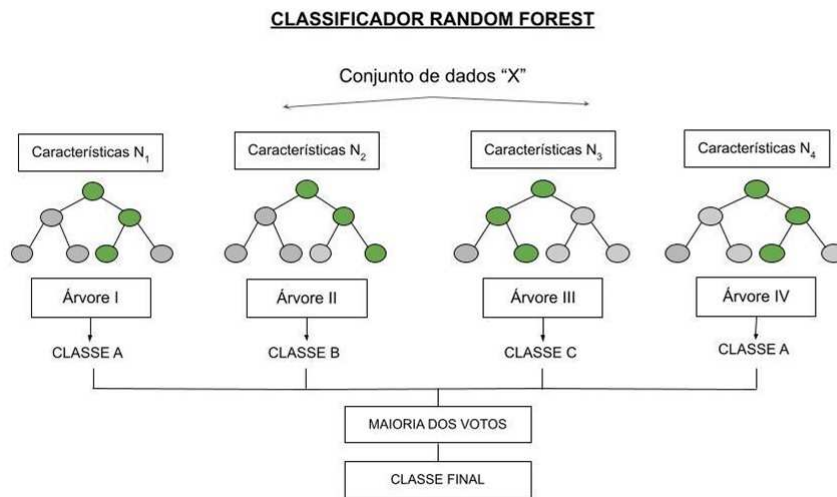 CLASSIFICADOR RANDOM FOREST
Conjunto de dados “X”
Características N1
Características N2
Características N3
Características N4
Árvore I
Árvore II
Árvore III
Árvore IV
CLASSE A
CLASSE B
CLASSE C
CLASSE A
MAIORIA DOS VOTOS
CLASSE FINAL